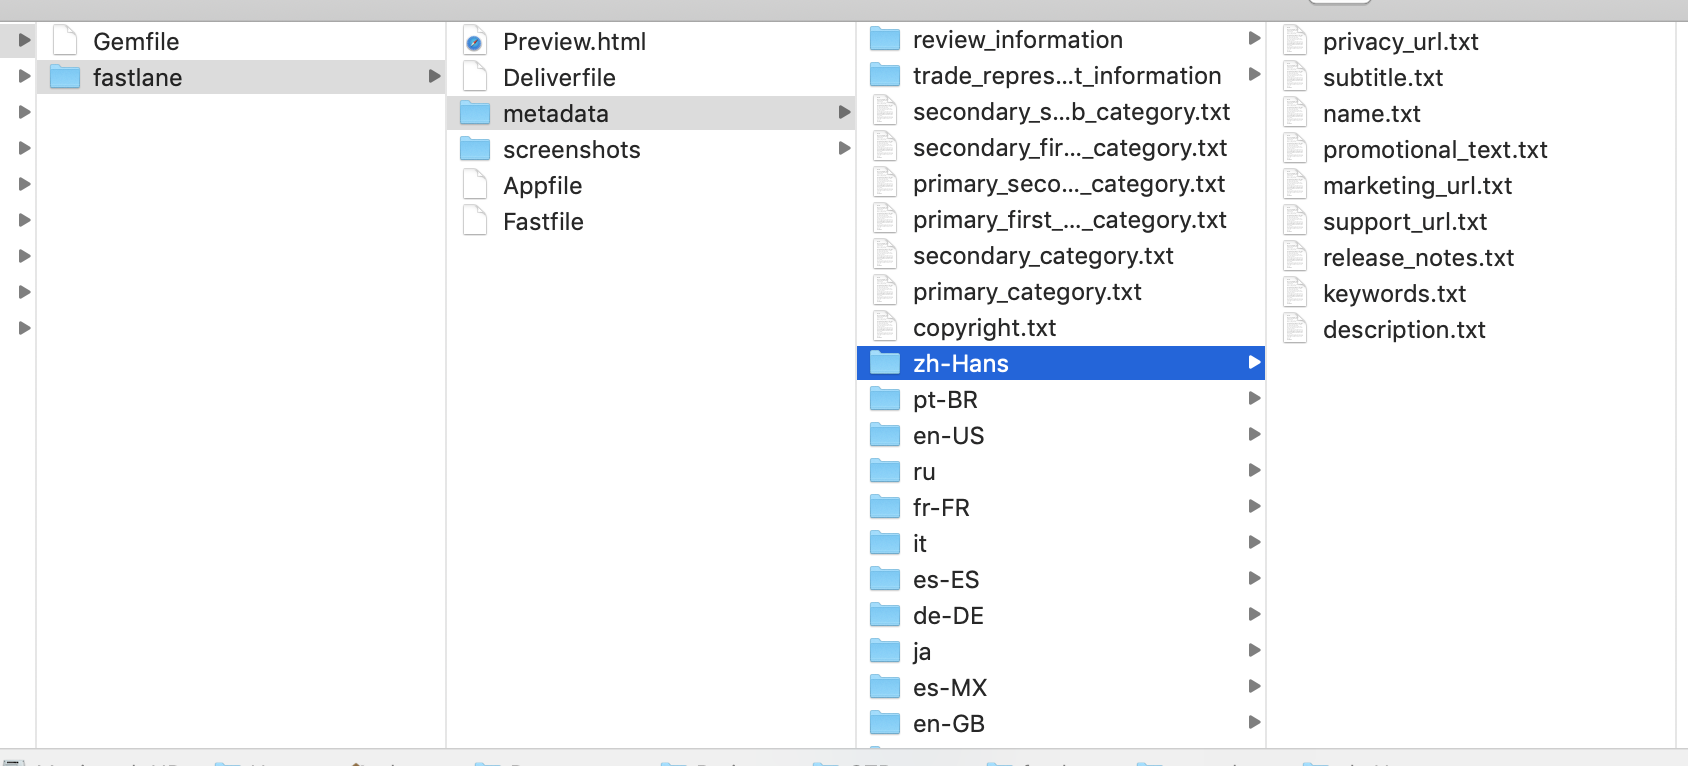 Gemfile
fastlane
Preview.html
Deliverfile
metadata
screenshots
Appfile
Fastfile
review_information
trade_repres...t_information
secondary_s...b_category.txt
secondary_fir..._category.txt
primary_seco..._category.txt
primary_first_..._category.txt
secondary_category.txt
primary_category.txt
copyright.txt
zh-Hans
pt-BR
en-US
ru
fr-FR
it
es-ES
de-DE
ja
es-MX
en-GB
privacy_url.txt
subtitle.txt
name.txt
promotional_text.txt
marketing_url.txt
support_url.txt
release_notes.txt
keywords.txt
description.txt